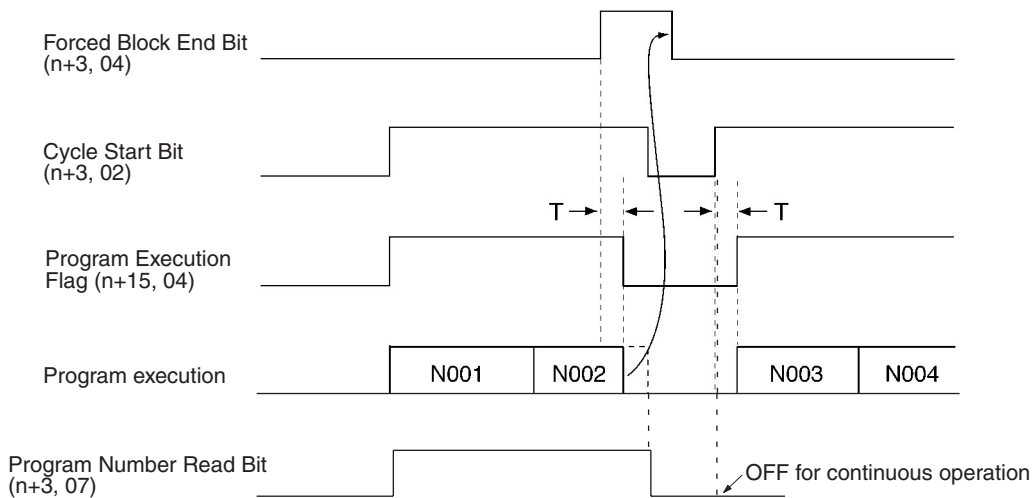 Forced Block End Bit
(n+3, 04)
Cycle Start Bit
(n+3, 02)
T
T
Program Execution
Flag (n+15, 04)
Program execution
N001
N002
N003
N004
Program Number Read Bit
(n+3, 07)
OFF for continuous operation